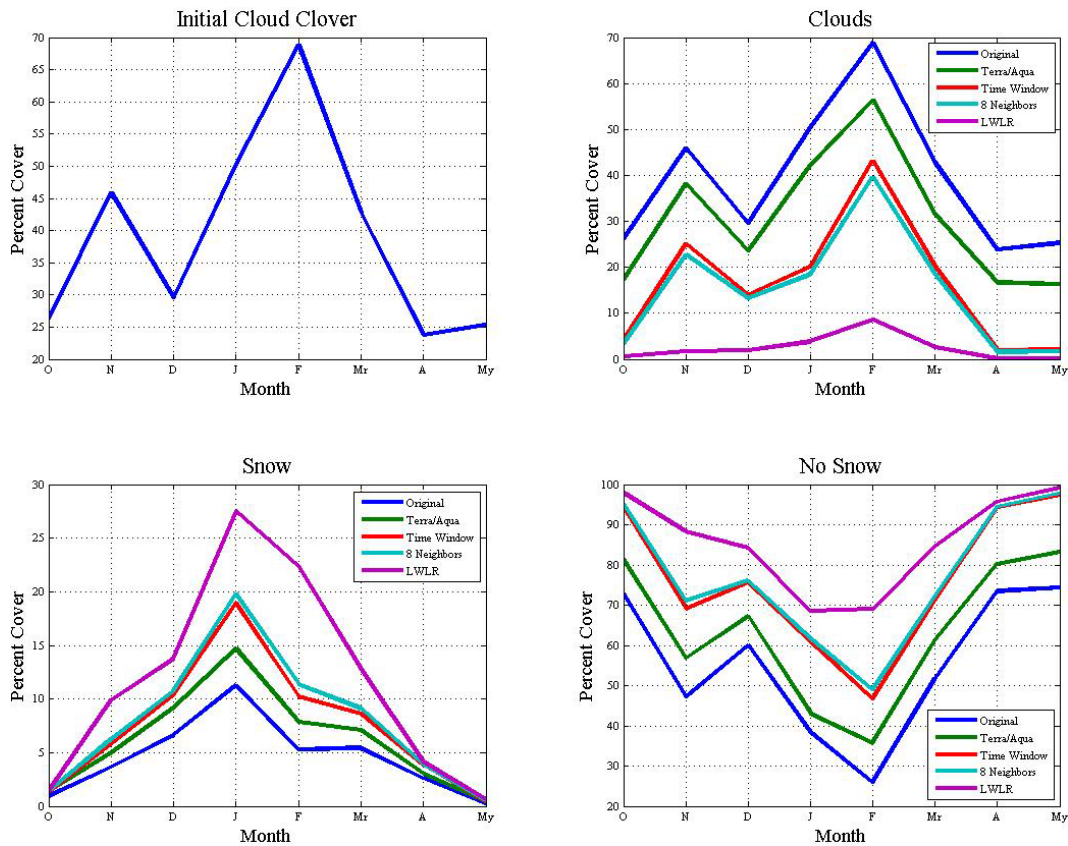 Initial Cloud Clover
70
65
60
55
50
45
40
35
30
25
20
Percent Cover
O N D J F Mr A My
Month
Clouds
70
60
50
40
30
20
10
0
Percent Cover
Original
Terra/Aqua
Time Window
8 Neighbors
LWLR
O N D J F Mr A My
Month
Snow
30
25
20
15
10
5
0
Percent Cover
Original
Terra/Aqua
Time Window
8 Neighbors
LWLR
O N D J F Mr A My
Month
No Snow
100
90
80
70
60
50
40
30
20
Percent Cover
Original
Terra/Aqua
Time Window
8 Neighbors
LWLR
O N D J F Mr A My
Month